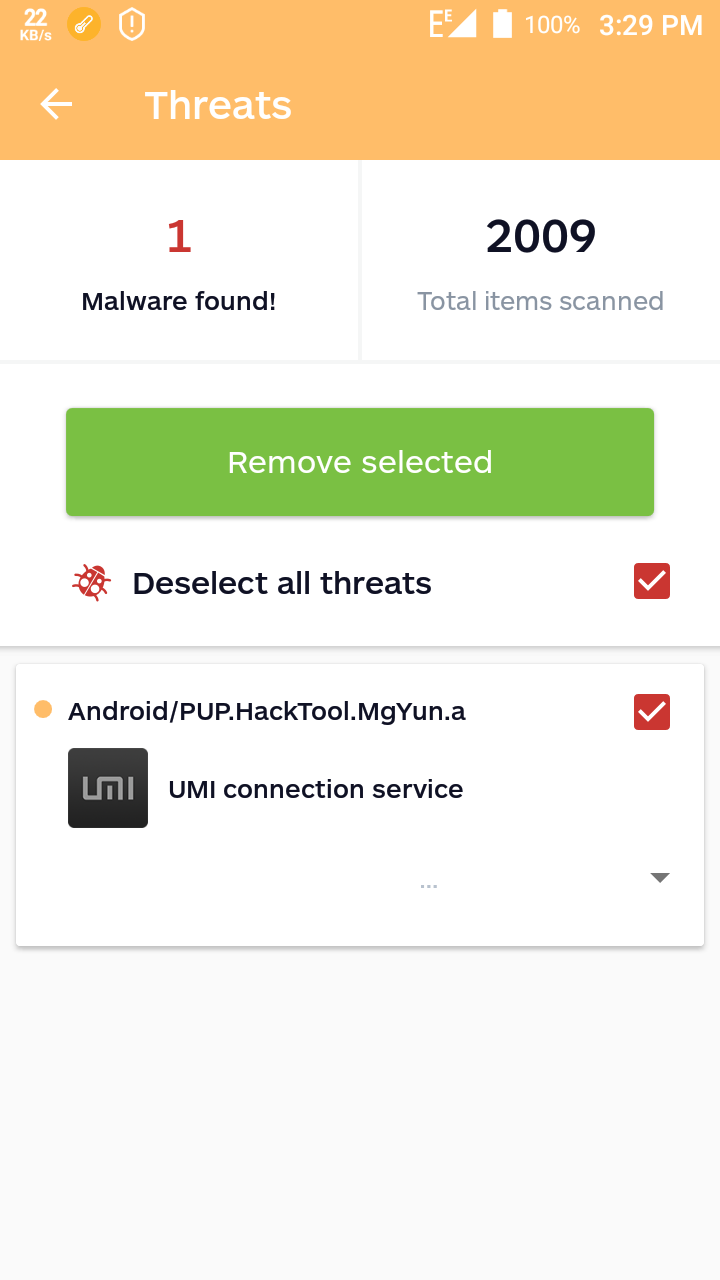 22
KB/s
E E 100% 3:29 PM
Threats
1
Malware found!
2009
Total items scanned
Remove selected
Deselect all threats
Android/PUP.HackTool.MgYun.a
UMI
UMI connection service
...